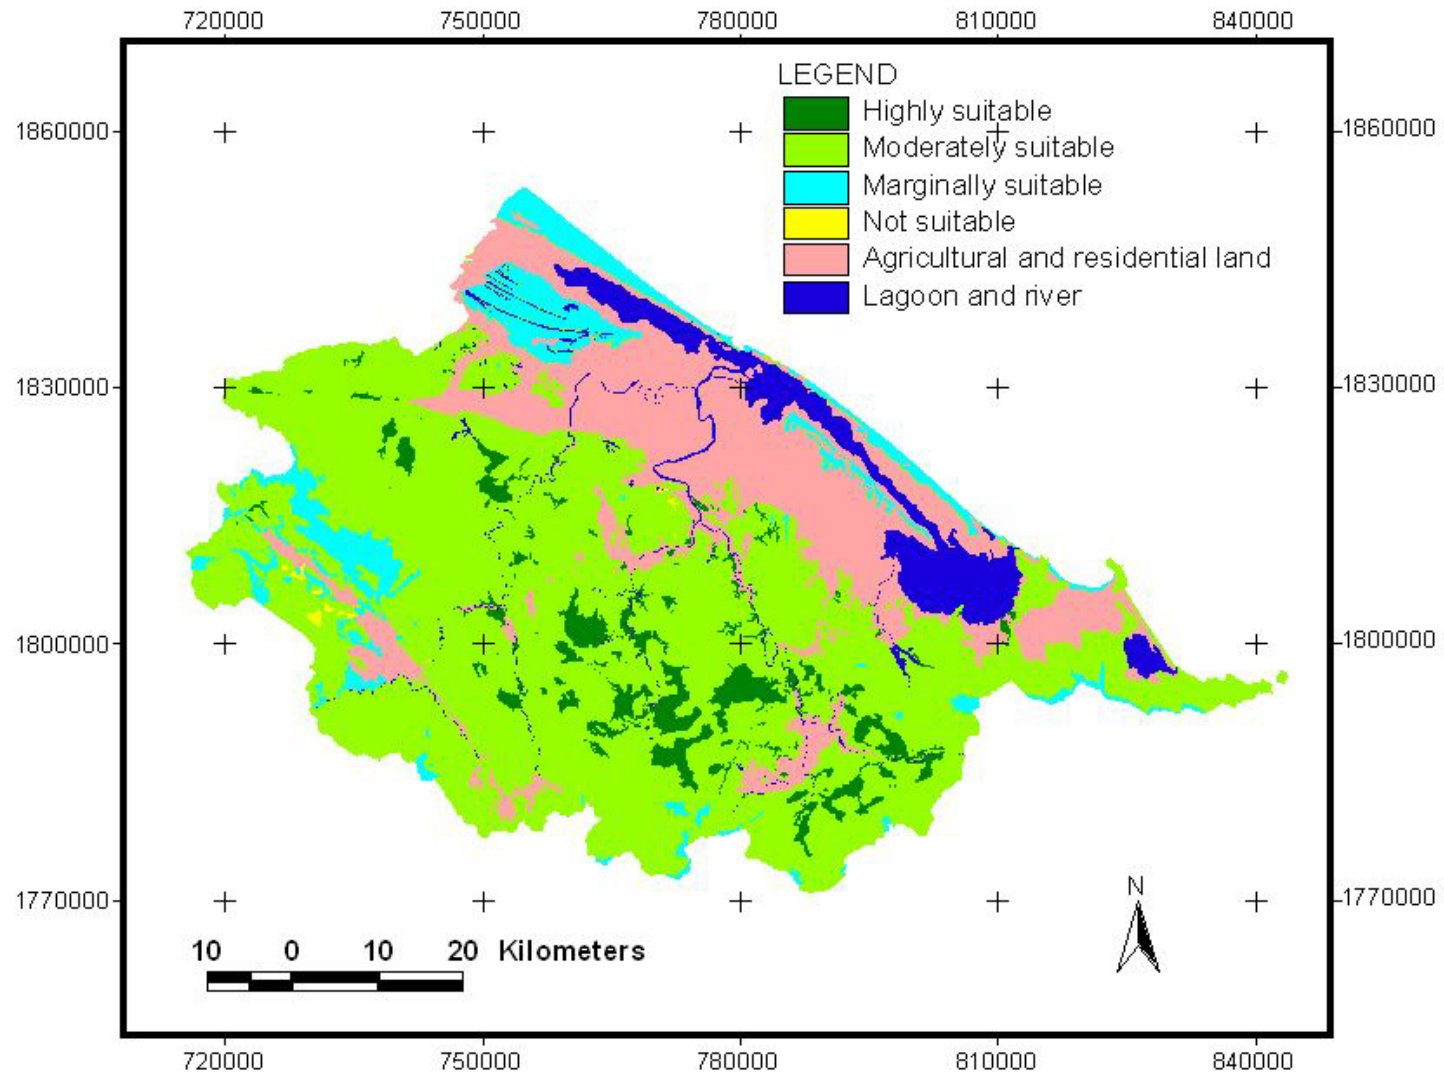 720000 750000 780000 810000 840000
LEGEND
Highly suitable
1860000 1860000
Moderately suitable
Marginally suitable
Not suitable
Agricultural and residential land
Lagoon and river
1830000 1830000
1800000 1800000
N
1770000 1770000
10 0 10 20 Kilometers
720000 750000 780000 810000 840000